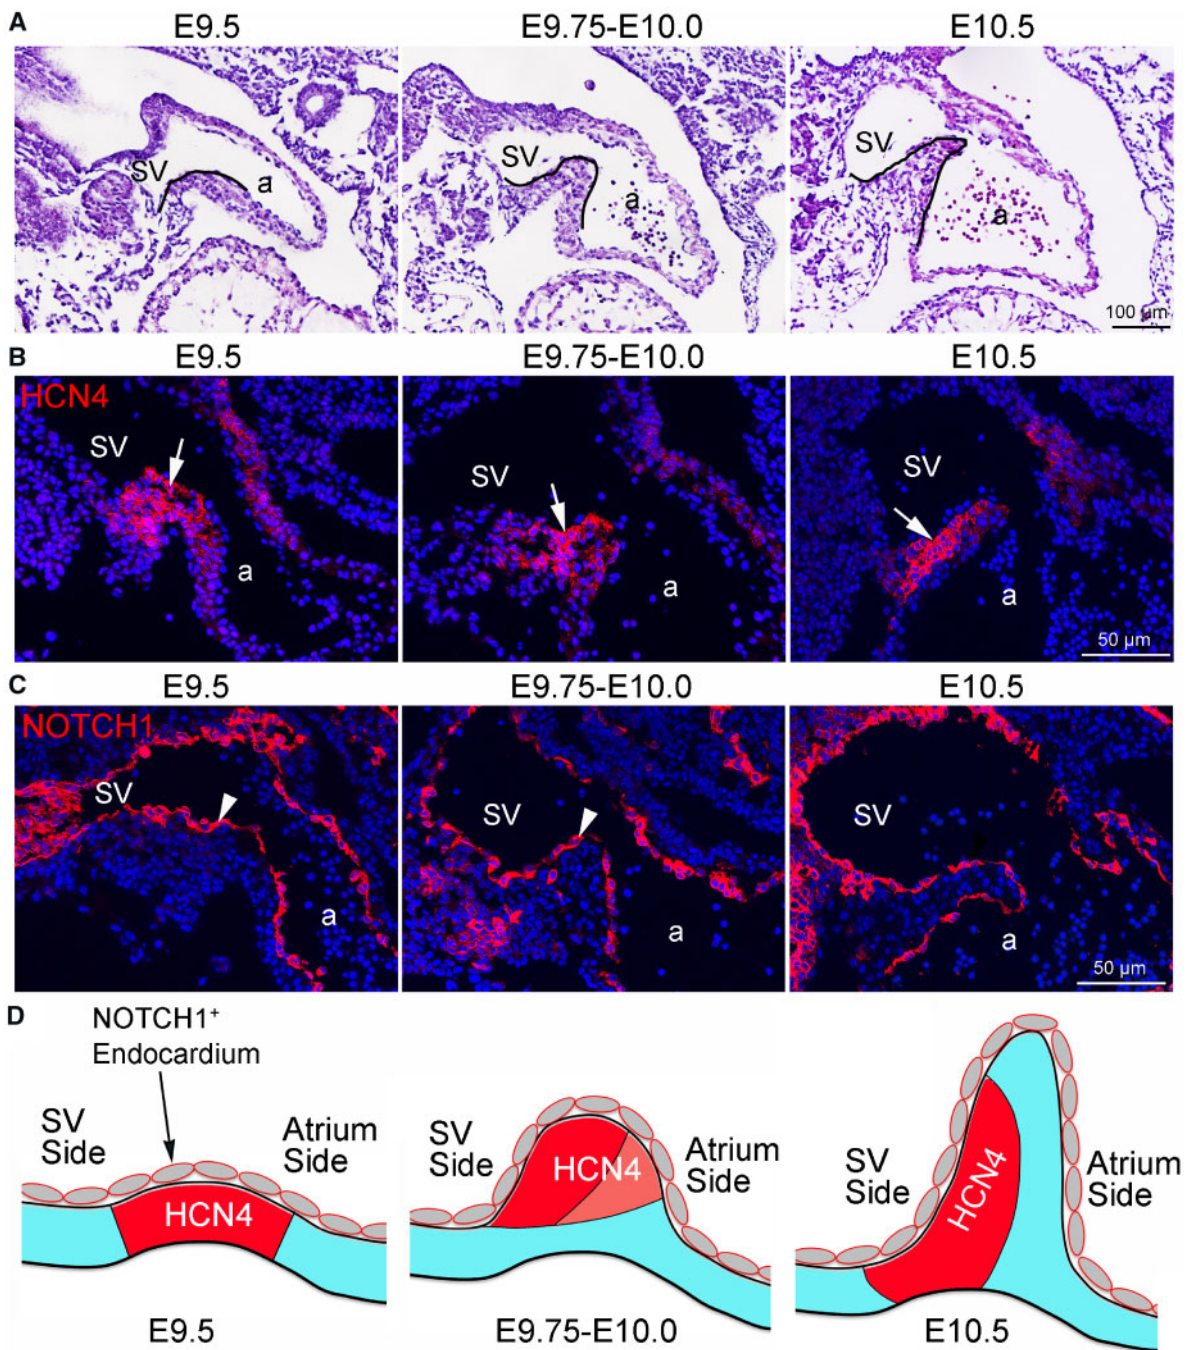 A
E9.5 E9.75-E10.0 E10.5
SV a SV a SV a
100 µm
B E9.5 E9.75-E10.0 E10.5
HCN4
SV a SV a SV a
50 µm
C E9.5 E9.75-E10.0 E10.5
NOTCH1
SV a SV a SV a
50 µm
D
NOTCH1⁺
Endocardium
SV
Side
Atrium
Side
HCN4
E9.5
SV
Side
Atrium
Side
HCN4
E9.75-E10.0
SV
Side
Atrium
Side
HCN4
E10.5